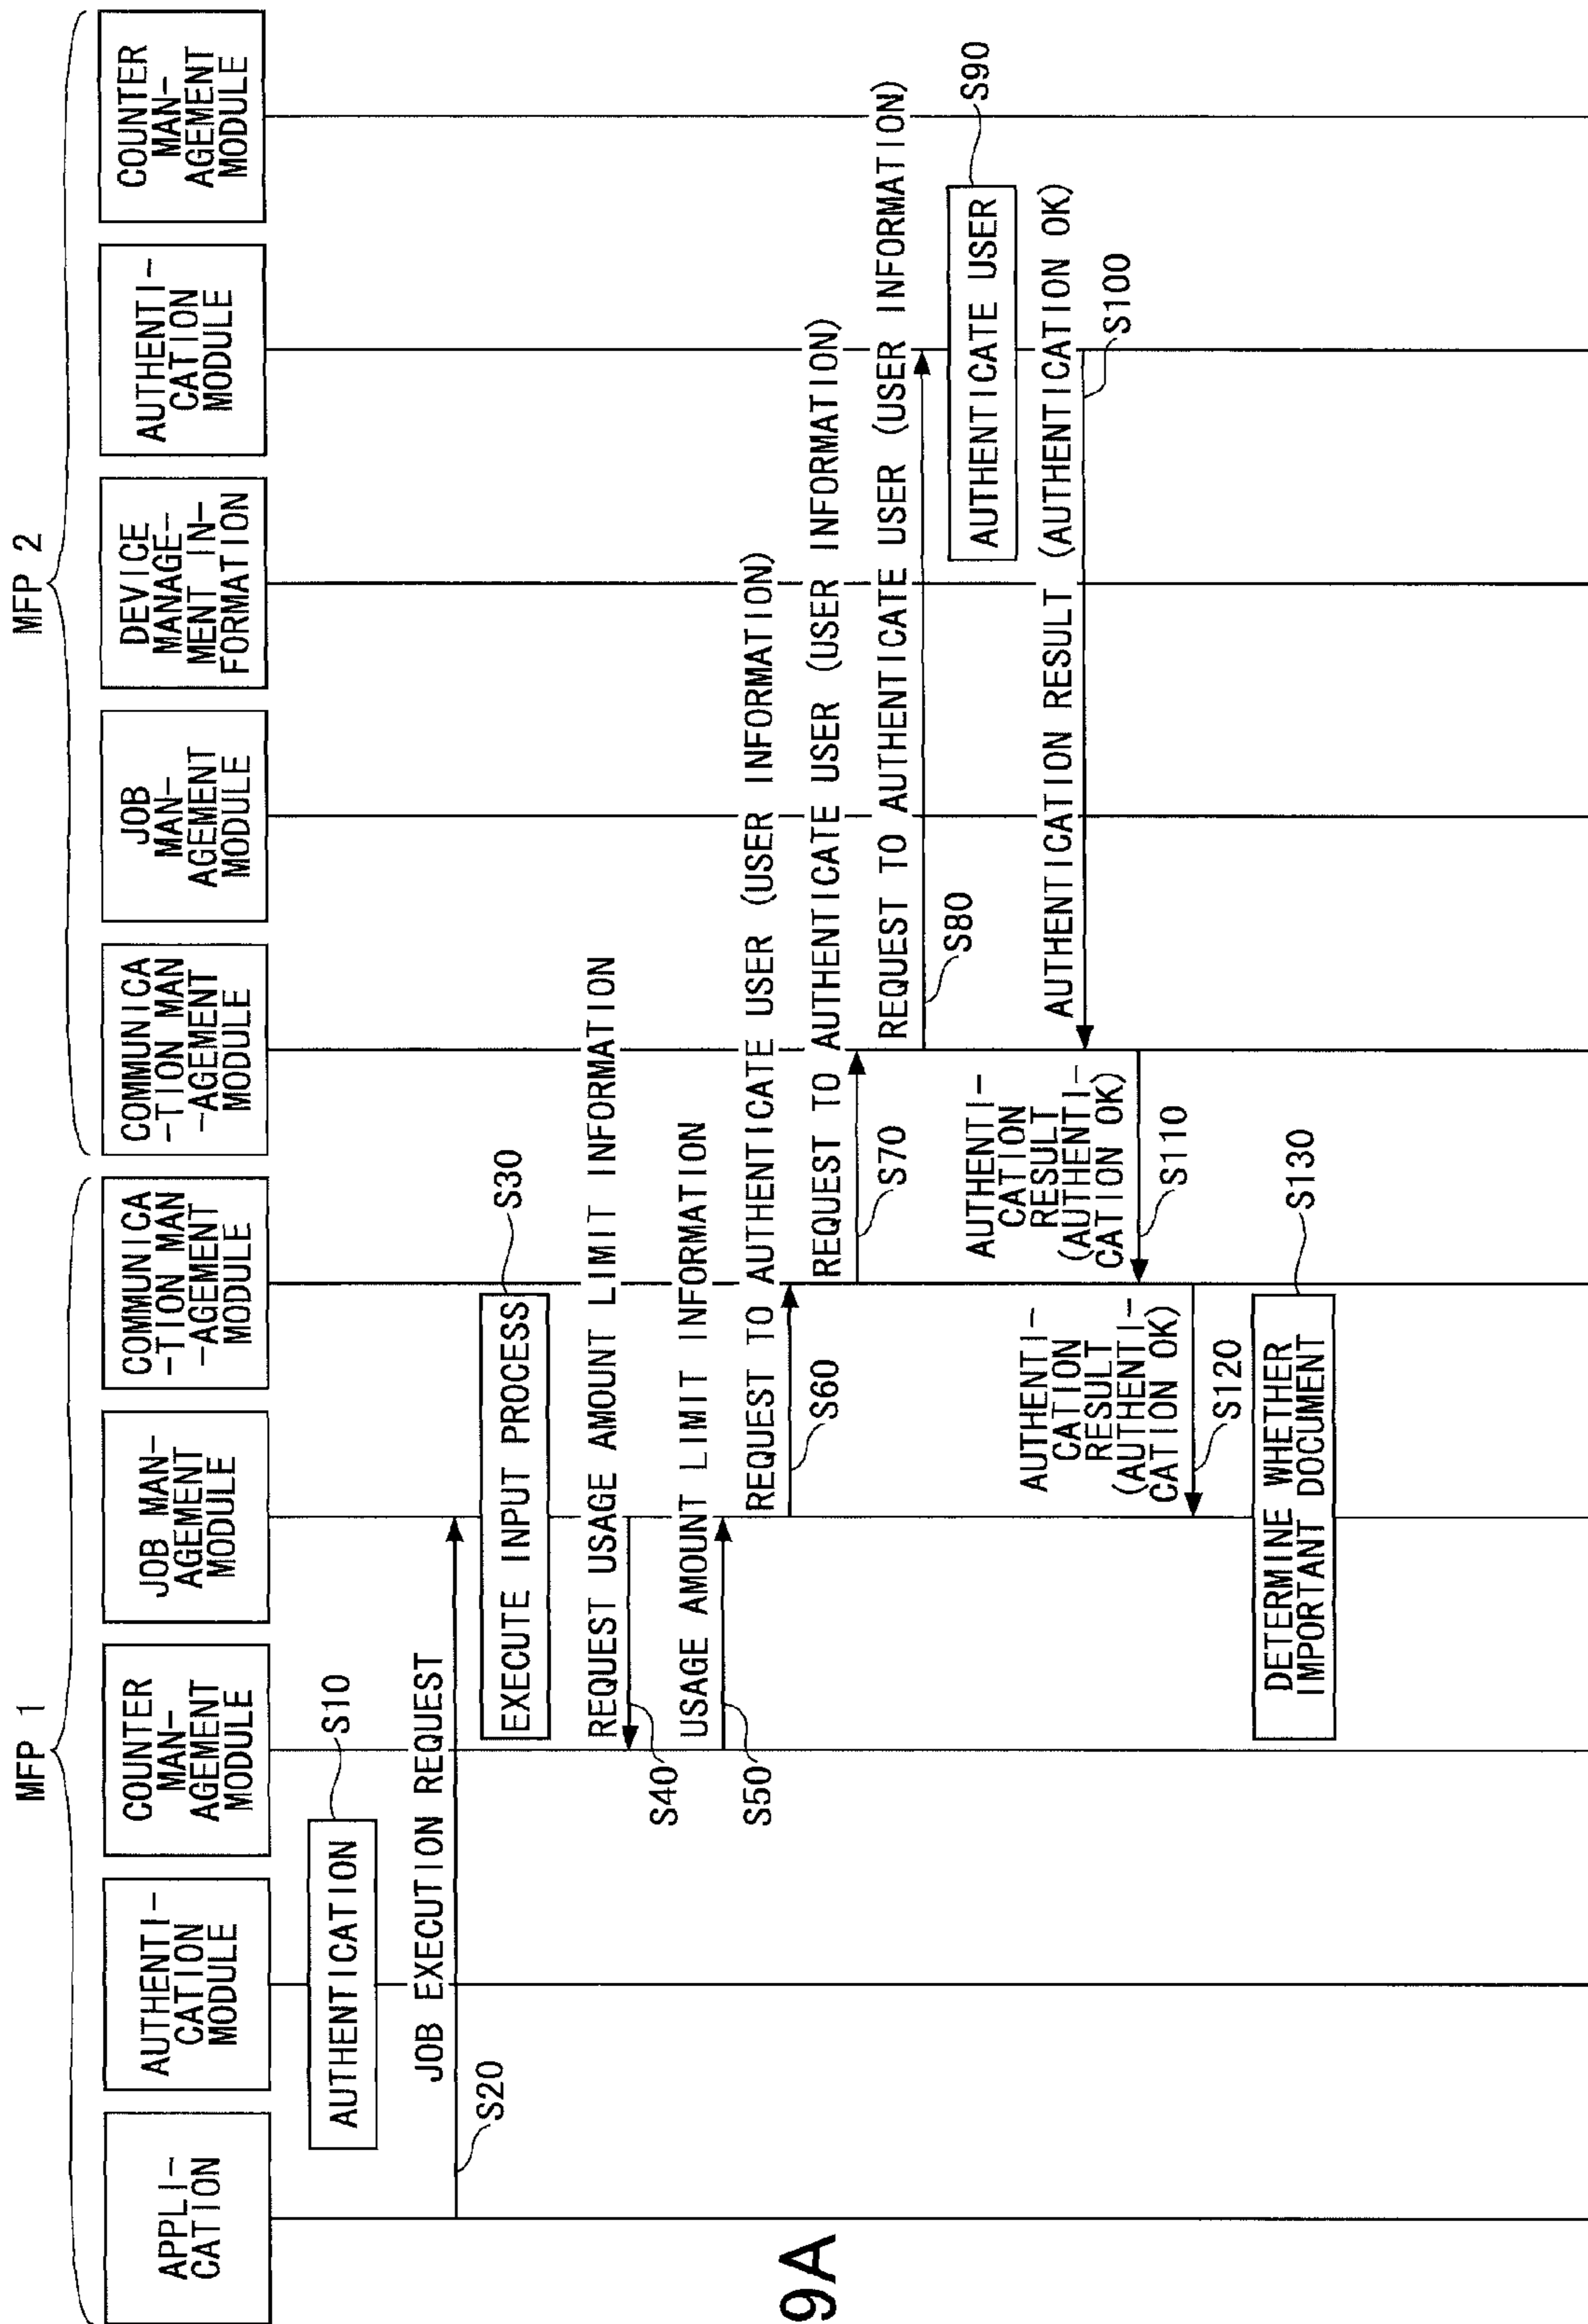 MFP 1
MFP 2
APPLI-
CATION
AUTHENTI-
CATION
MODULE
COUNTER
MAN-
AGEMENT
MODULE
JOB MAN-
AGEMENT
MODULE
COMMUNICA
-TION MAN
-AGEMENT
MODULE
COMMUNICA
-TION MAN
-AGEMENT
MODULE
JOB
MAN-
AGEMENT
MODULE
DEVICE
MANAGE-
MENT IN-
FORMATION
AUTHENTI-
CATION
MODULE
COUNTER
MAN-
AGEMENT
MODULE
AUTHENTICATION
S10
JOB EXECUTION REQUEST
S20
EXECUTE INPUT PROCESS
S30
REQUEST USAGE AMOUNT LIMIT INFORMATION
S40
USAGE AMOUNT LIMIT INFORMATION
S50
REQUEST TO AUTHENTICATE USER (USER INFORMATION)
S60
REQUEST TO AUTHENTICATE USER (USER INFORMATION)
S70
REQUEST TO AUTHENTICATE USER (USER INFORMATION)
S80
AUTHENTICATE USER
S90
AUTHENTICATION RESULT (AUTHENTICATION OK)
S100
AUTHENTI-
CATION
RESULT
(AUTHENTI-
CATION OK)
S110
AUTHENTI-
CATION
RESULT
(AUTHENTI-
CATION OK)
S120
DETERMINE WHETHER
IMPORTANT DOCUMENT
S130
9A